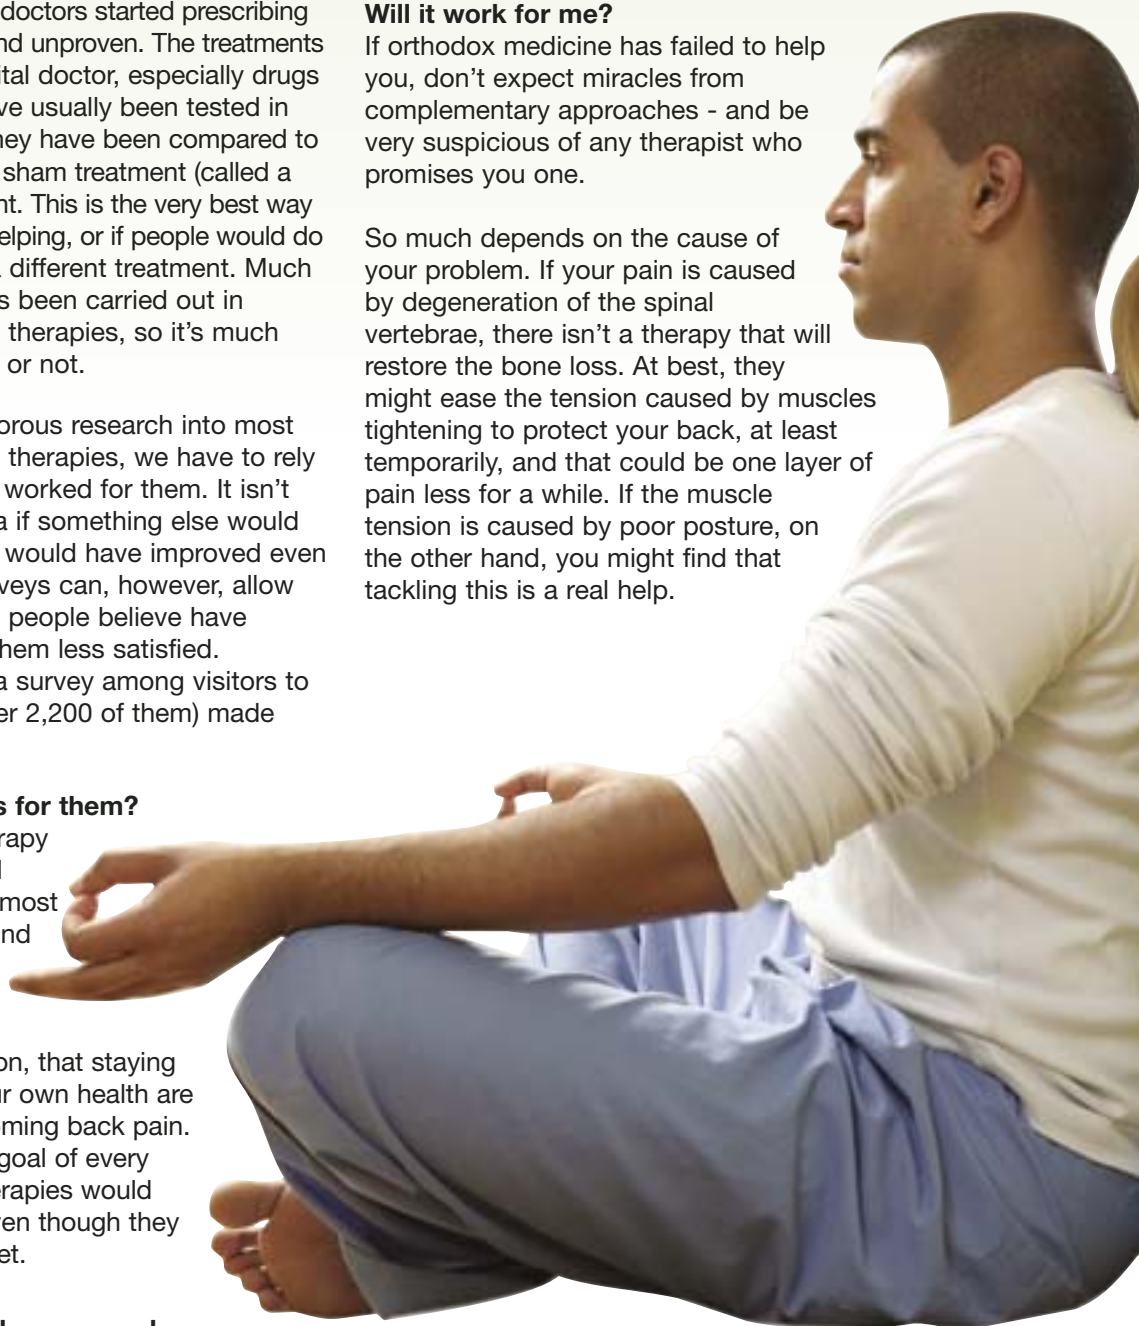 doctors started prescribing
nd unproven. The treatments
ital doctor, especially drugs
ve usually been tested in
hey have been compared to
sham treatment (called a
nt. This is the very best way
elping, or if people would do
a different treatment. Much
s been carried out in
therapies, so it’s much
or not.
orous research into most
therapies, we have to rely
worked for them. It isn’t
a if something else would
would have improved even
veys can, however, allow
people believe have
hem less satisfied.
a survey among visitors to
er 2,200 of them) made
s for them?
rapy
most
nd
on, that staying
ur own health are
oming back pain.
goal of every
erapies would
ven though they
et.
Will it work for me?
If orthodox medicine has failed to help
you, don’t expect miracles from
complementary approaches - and be
very suspicious of any therapist who
promises you one.
So much depends on the cause of
your problem. If your pain is caused
by degeneration of the spinal
vertebrae, there isn’t a therapy that will
restore the bone loss. At best, they
might ease the tension caused by muscles
tightening to protect your back, at least
temporarily, and that could be one layer of
pain less for a while. If the muscle
tension is caused by poor posture, on
the other hand, you might find that
tackling this is a real help.